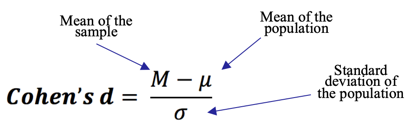 Mean of the
sample
Mean of the
population
Cohen's d = M − μ / σ
Standard
deviation of
the population